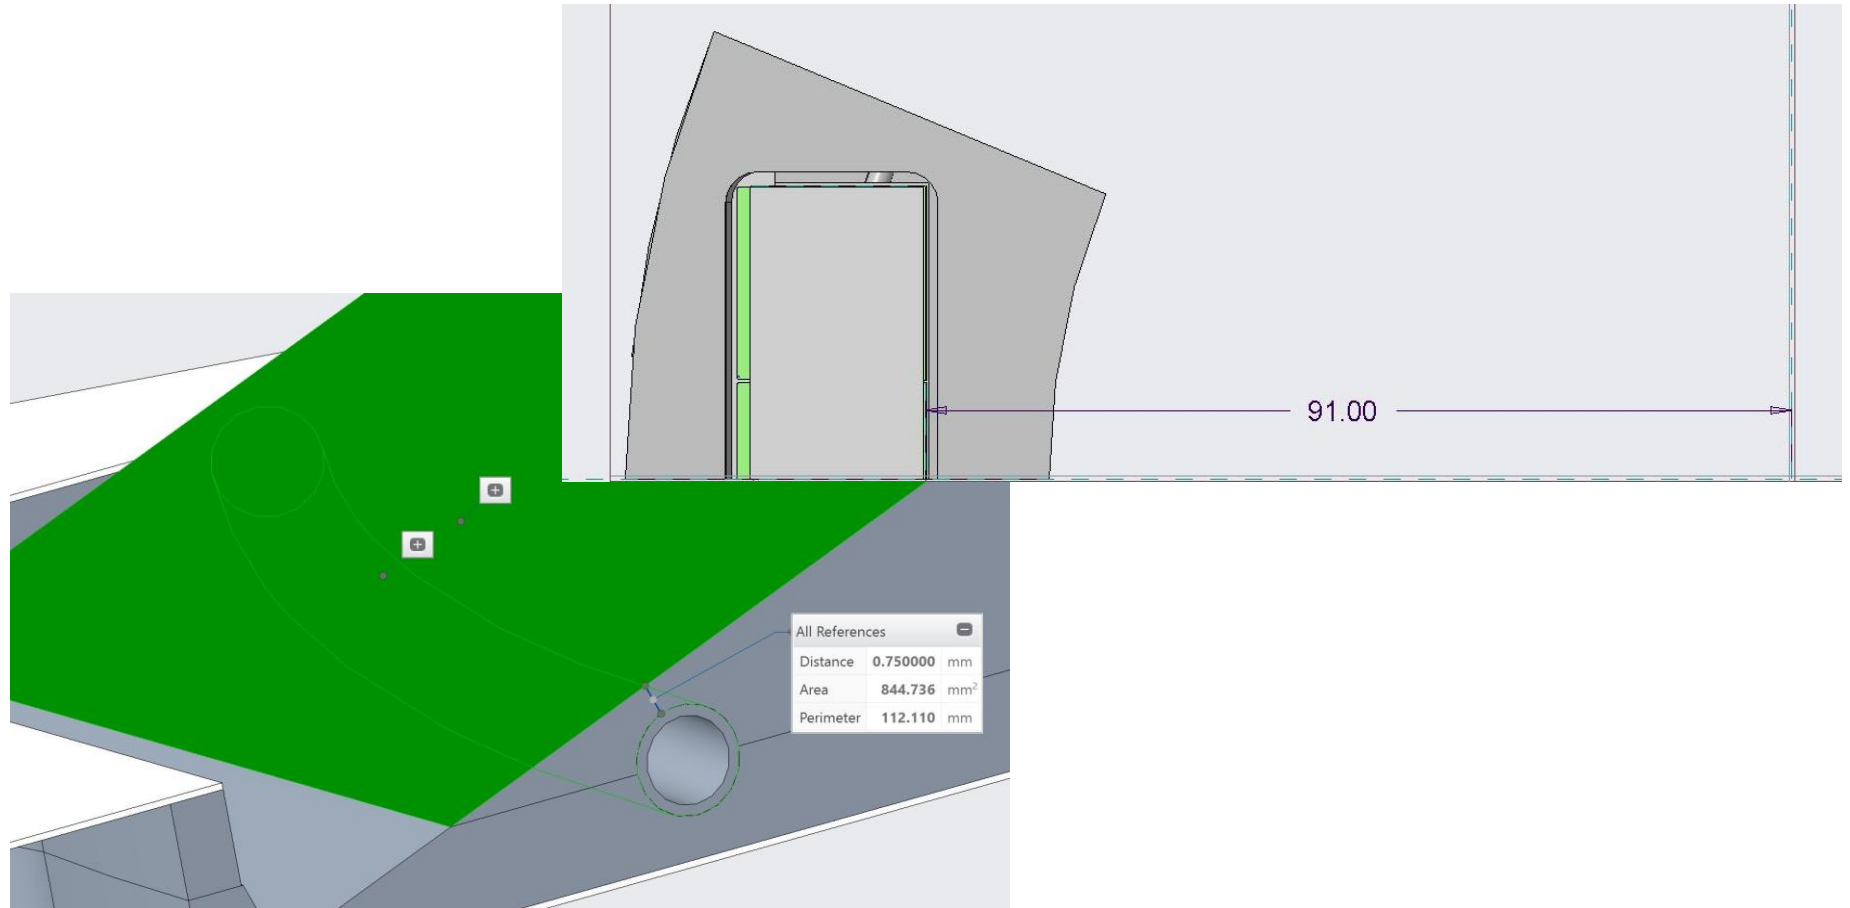 91.00
All References
Distance 0.750000 mm
Area 844.736 mm²
Perimeter 112.110 mm